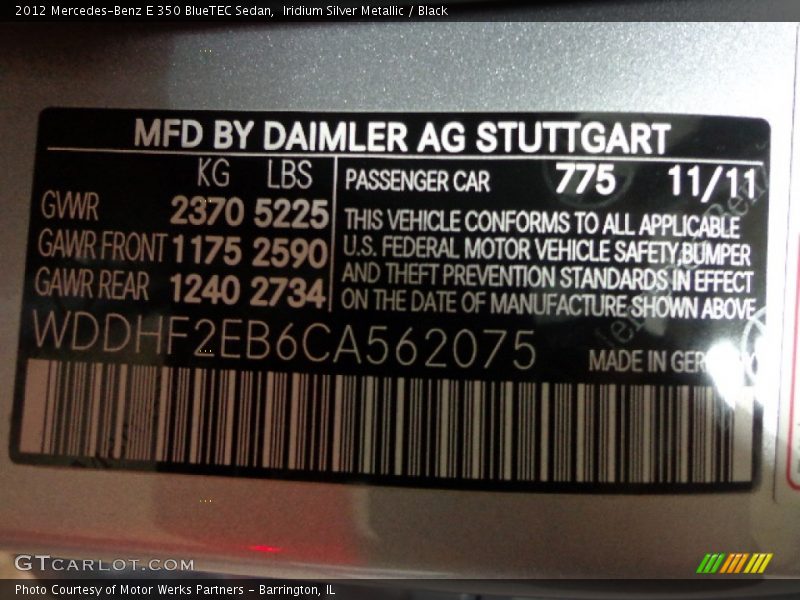 2012 Mercedes-Benz E 350 BlueTEC Sedan, Iridium Silver Metallic / Black
MFD BY DAIMLER AG STUTTGART
KG LBS
GVWR 2370 5225
GAWR FRONT 1175 2590
GAWR REAR 1240 2734
PASSENGER CAR 775 11/11
THIS VEHICLE CONFORMS TO ALL APPLICABLE
U.S. FEDERAL MOTOR VEHICLE SAFETY,BUMPER
AND THEFT PREVENTION STANDARDS IN EFFECT
ON THE DATE OF MANUFACTURE SHOWN ABOVE
WDDHF2EB6CA562075
MADE IN
GTCARLOT.COM
Photo Courtesy of Motor Werks Partners - Barrington, IL